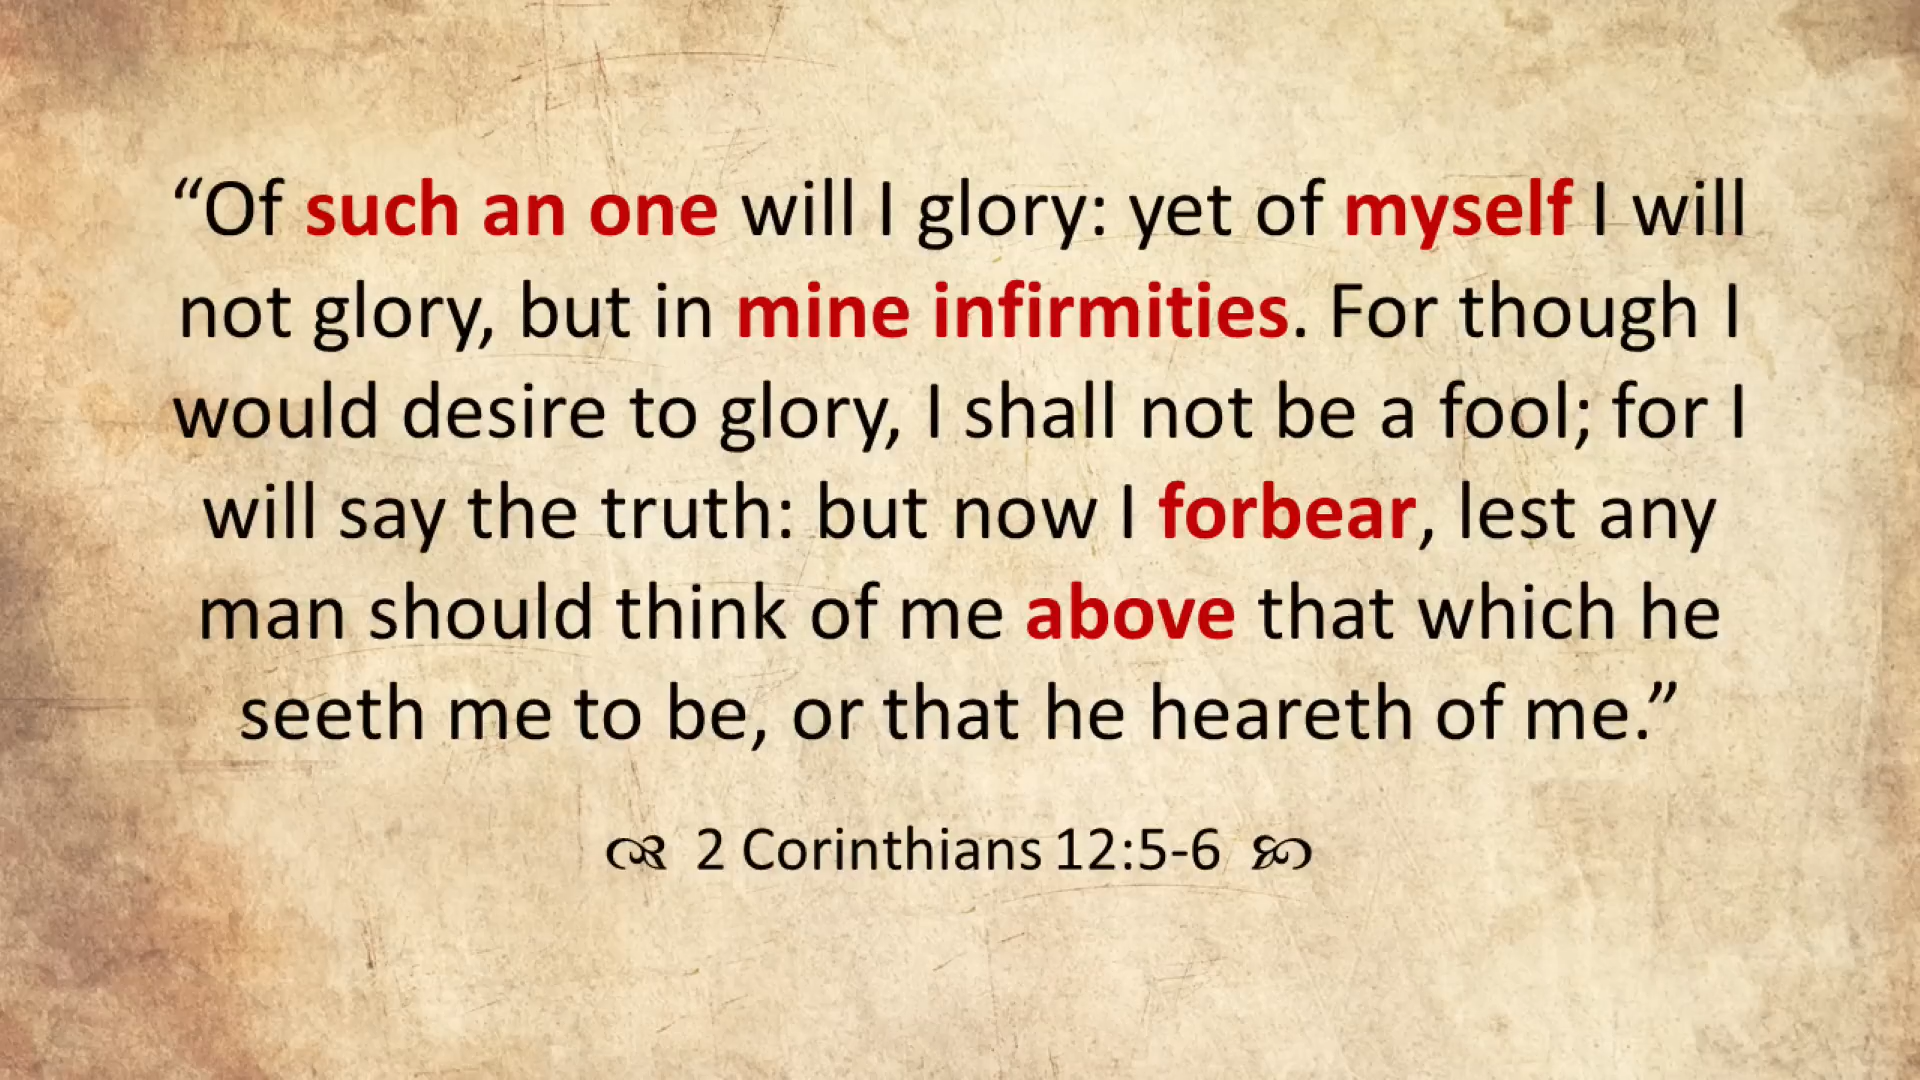 “Of such an one will I glory: yet of myself I will
not glory, but in mine infirmities. For though I
would desire to glory, I shall not be a fool; for I
will say the truth: but now I forbear, lest any
man should think of me above that which he
seeth me to be, or that he heareth of me.”
2 Corinthians 12:5-6